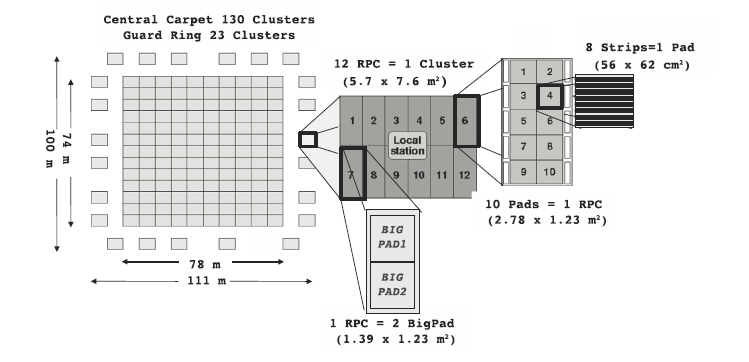 Central Carpet 130 Clusters
Guard Ring 23 Clusters
12 RPC = 1 Cluster
(5.7 x 7.6 m²)
8 Strips=1 Pad
(56 x 62 cm²)
1 2
3 4
5 6
7 8
9 10
1 2 3 4 5 6
Local
station
7 8 9 10 11 12
100 m
74 m
78 m
111 m
10 Pads = 1 RPC
(2.78 x 1.23 m²)
BIG
PAD1
BIG
PAD2
1 RPC = 2 BigPad
(1.39 x 1.23 m²)